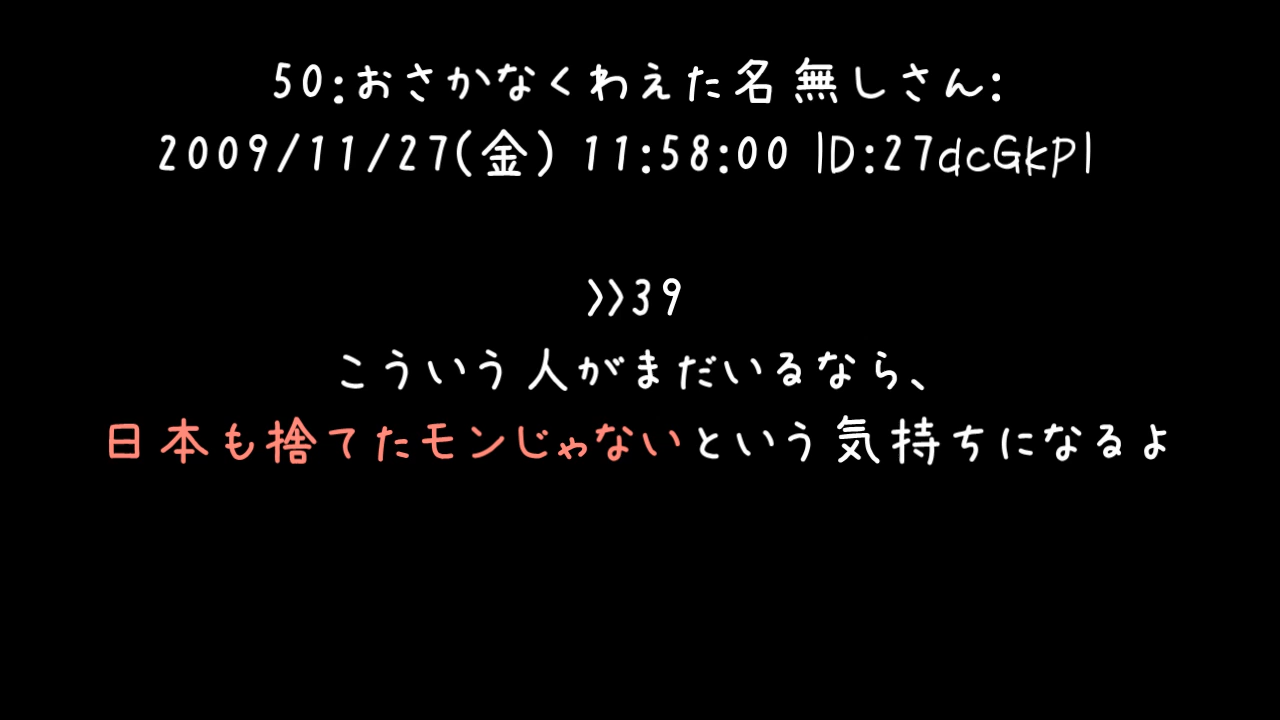 50:おさかなくわえた名無しさん:
2009/11/27(金) 11:58:00 ID:27dcGkPl
>>39
こういう人がまだいるなら、
日本も捨てたモンじゃないという気持ちになるよ